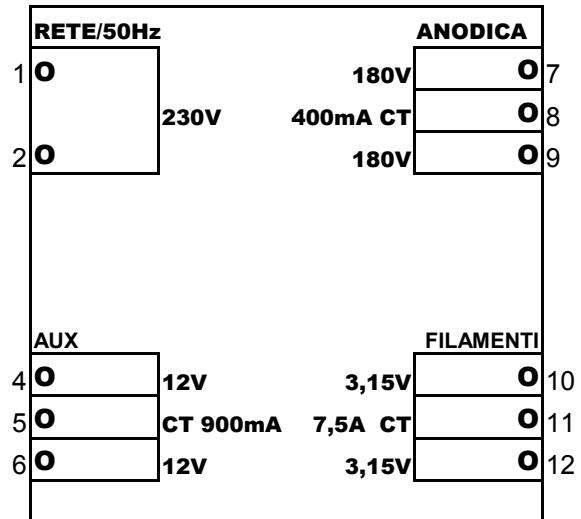 RETE/50Hz ANODICA
1 O 180V O 7
230V 400mA CT O 8
2 O 180V O 9
AUX FILAMENTI
4 O 12V 3,15V O 10
5 O CT 900mA 7,5A CT O 11
6 O 12V 3,15V O 12